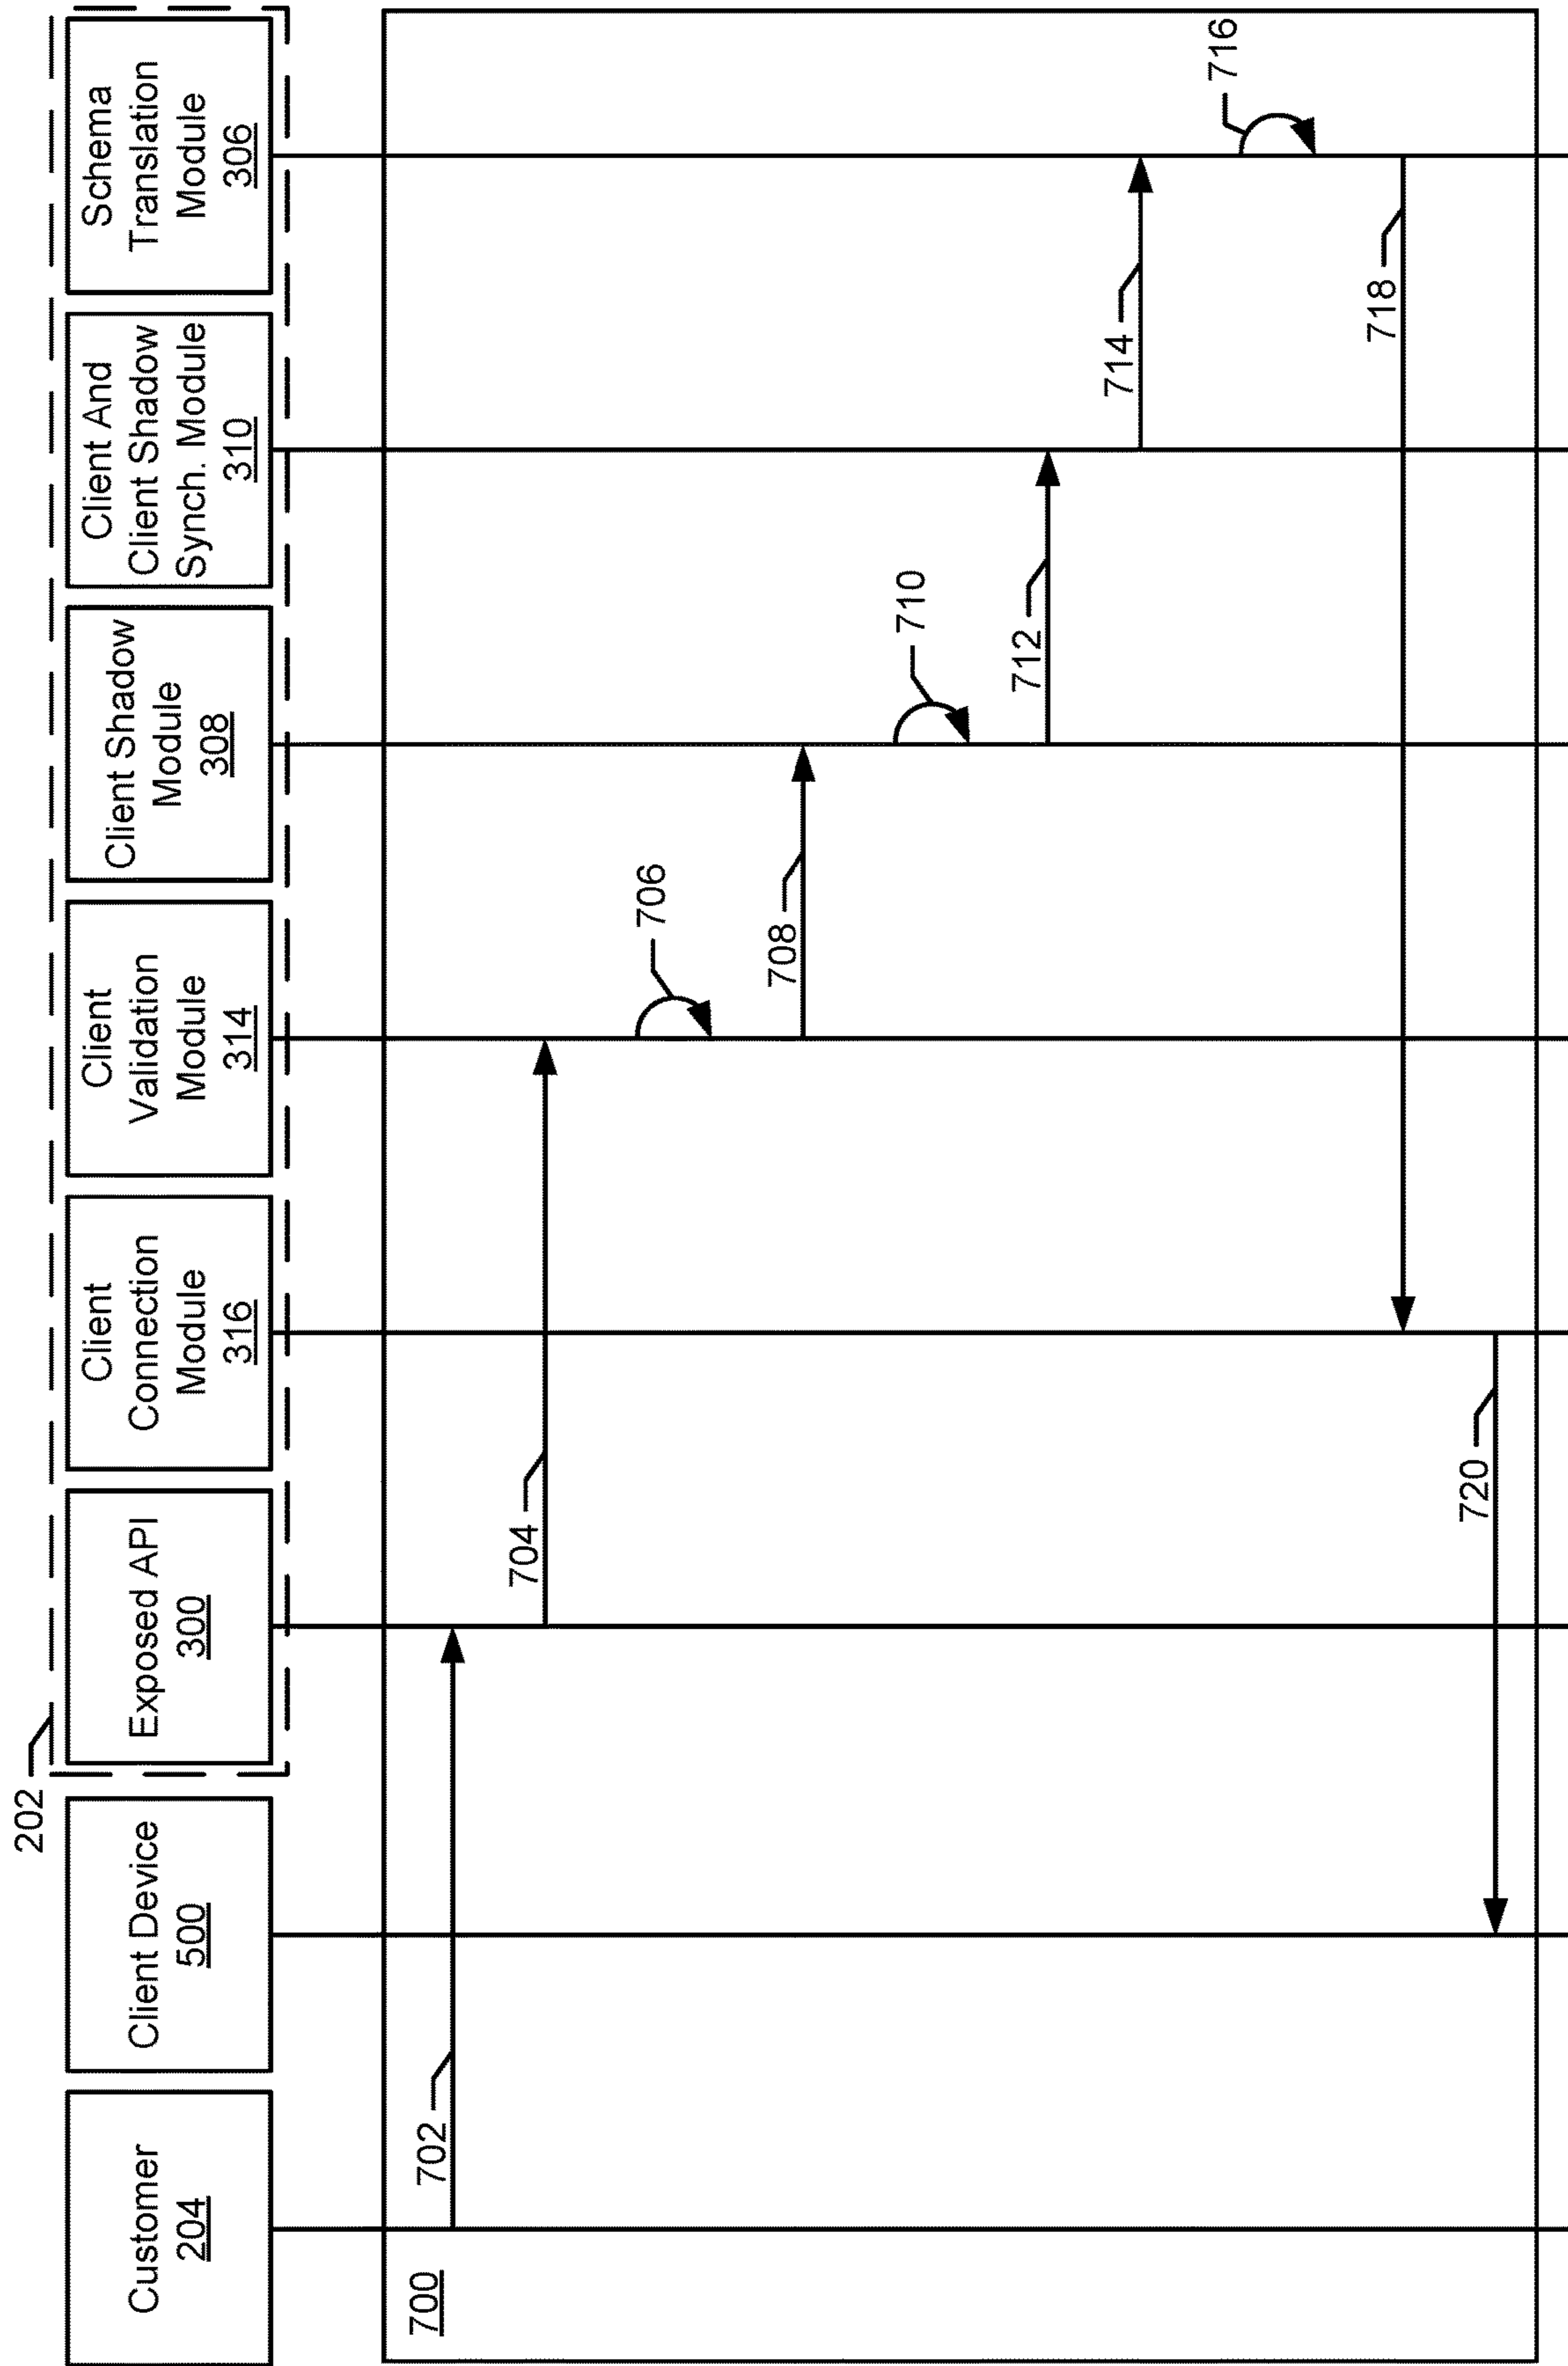 202
Customer
204
Client Device
500
Exposed API
300
Client
Connection
Module
316
Client
Validation
Module
314
Client Shadow
Module
308
Client And
Client Shadow
Synch. Module
310
Schema
Translation
Module
306
700
702
704
706
708
710
712
714
716
718
720